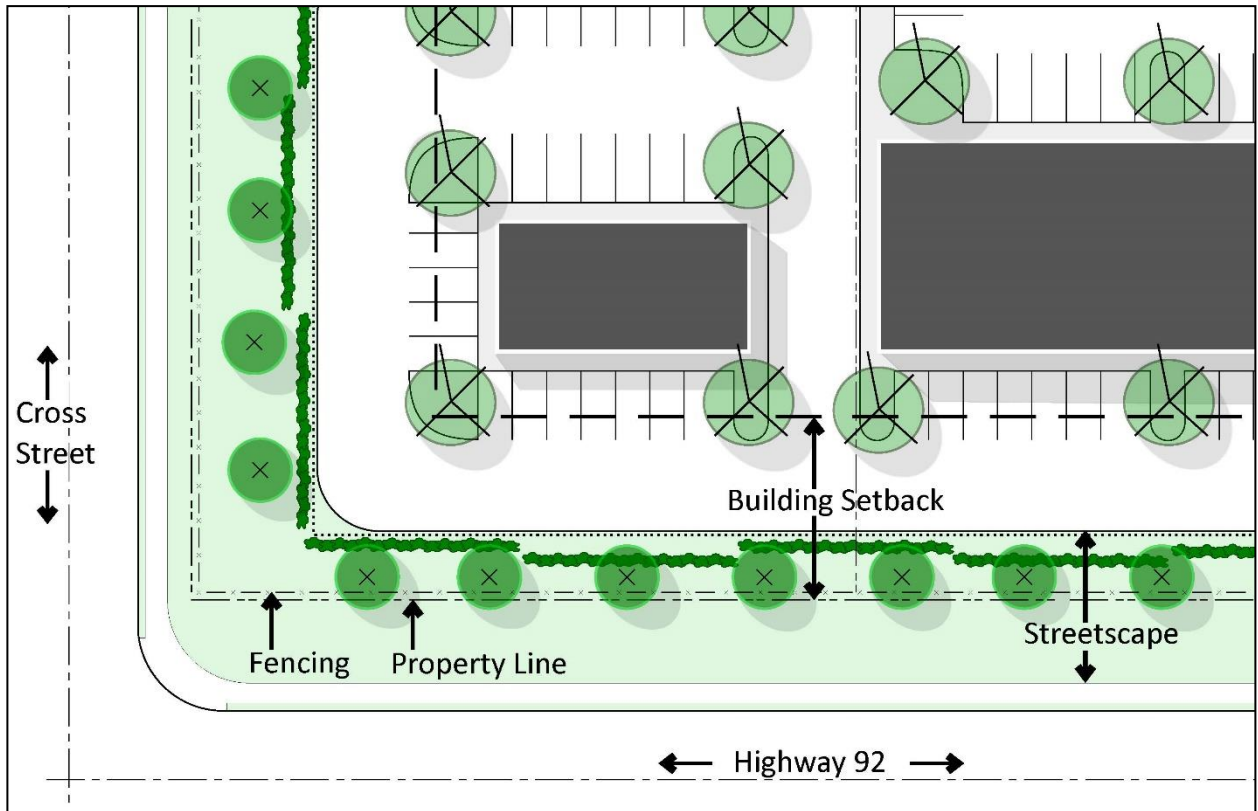 Cross
Street
Building Setback
Streetscape
Fencing
Property Line
Highway 92